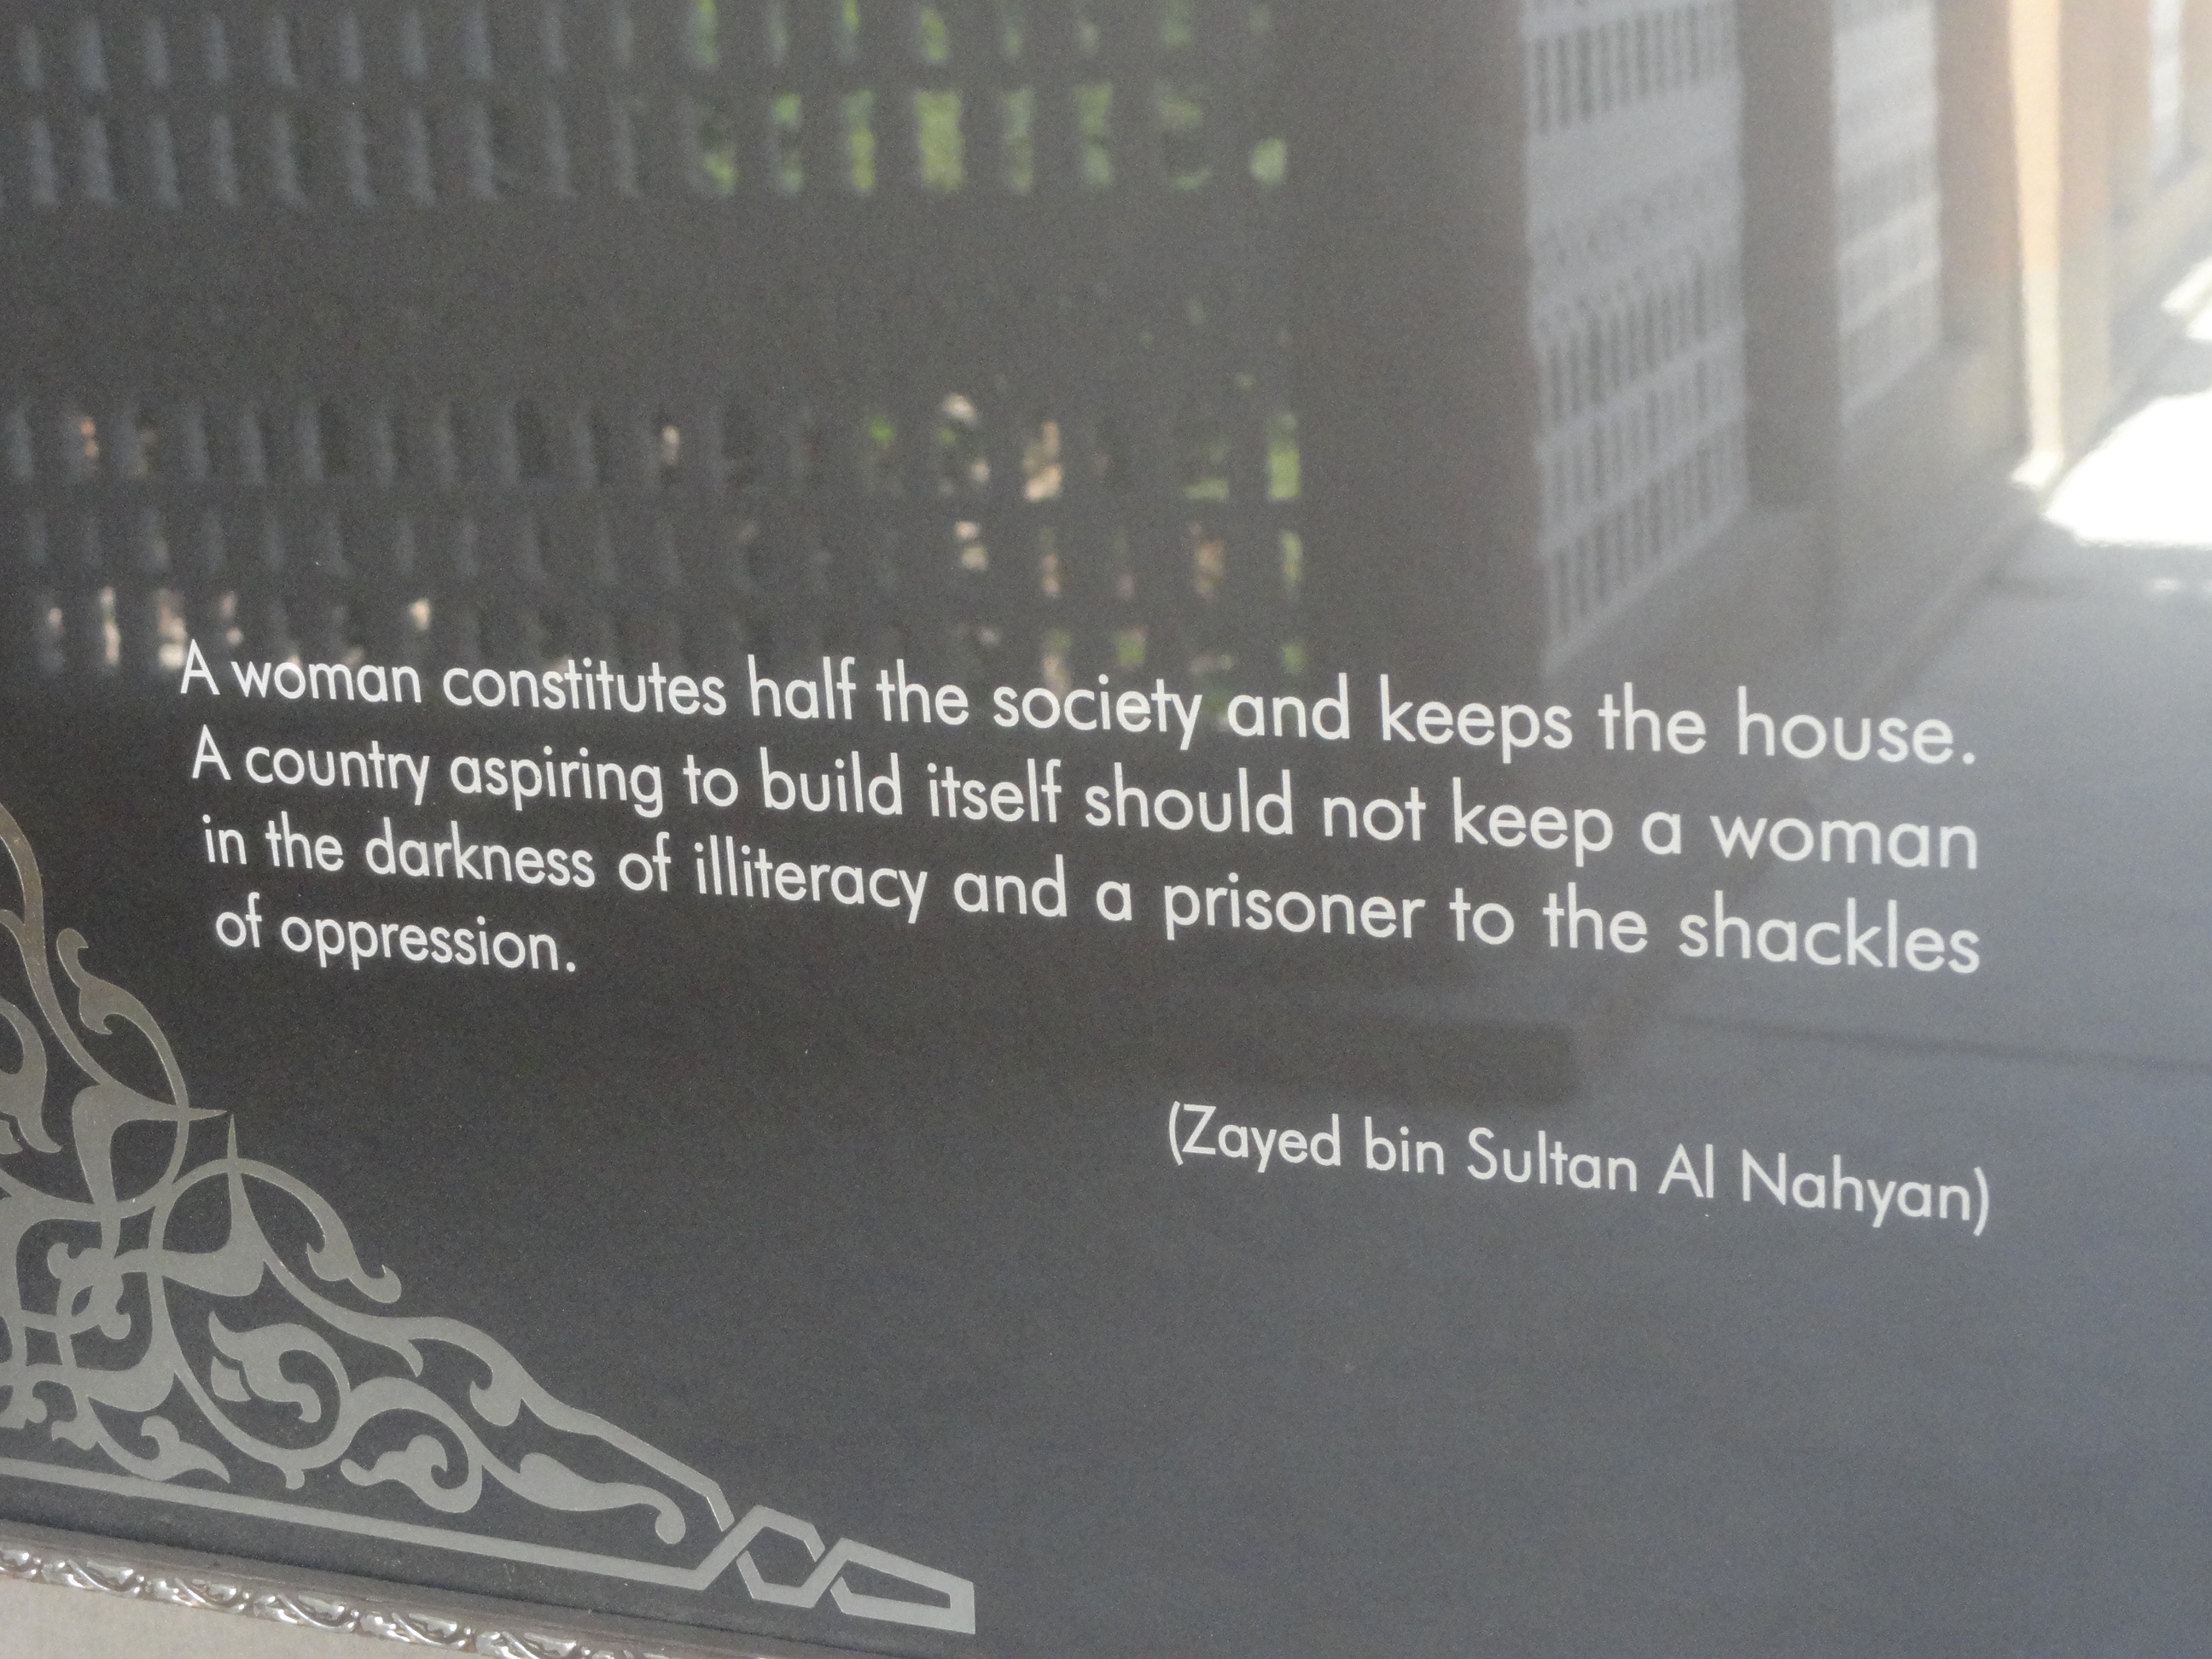 A woman constitutes half the society and keeps the house.
A country aspiring to build itself should not keep a woman
in the darkness of illiteracy and a prisoner to the shackles
of oppression.
(Zayed bin Sultan Al Nahyan)